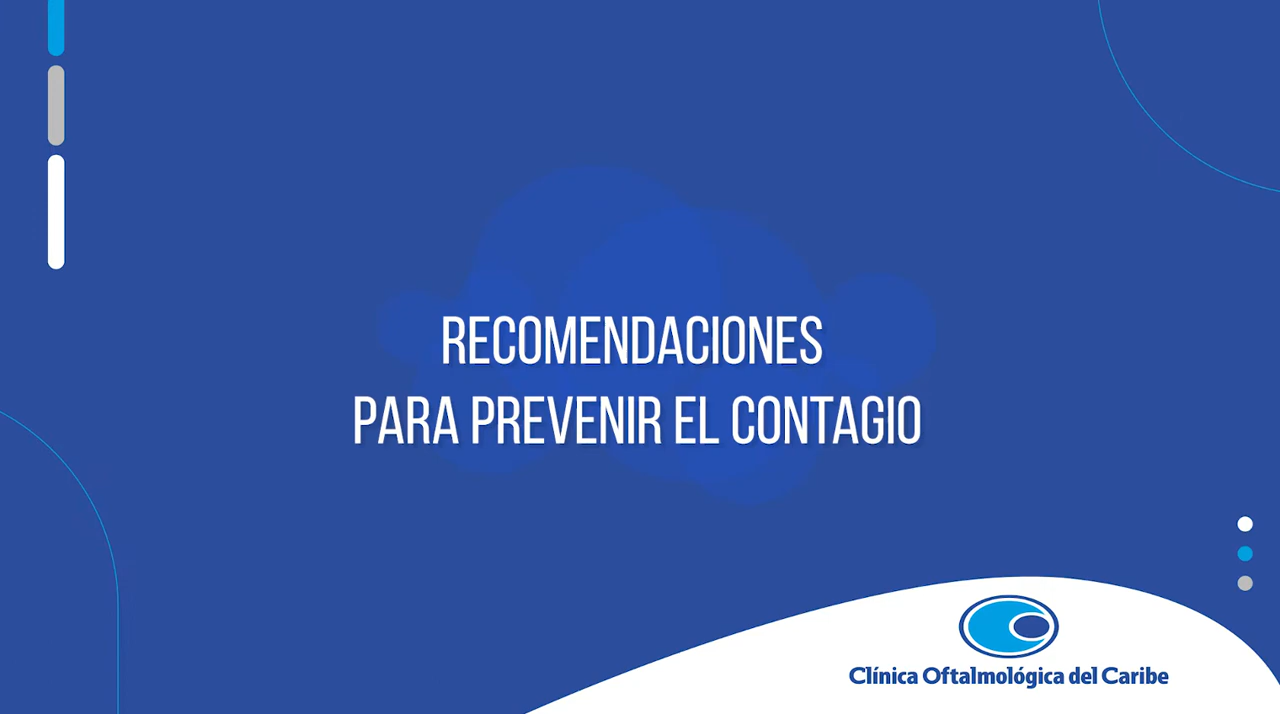 RECOMENDACIONES
PARA PREVENIR EL CONTAGIO
Clínica Oftalmológica del Caribe